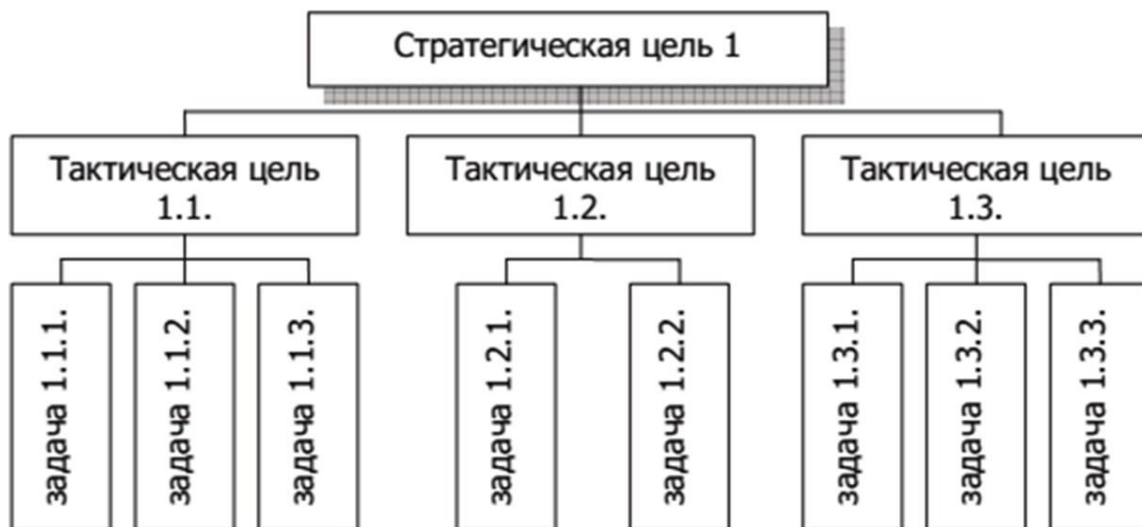 Стратегическая цель 1
Тактическая цель
1.1.
Тактическая цель
1.2.
Тактическая цель
1.3.
задача 1.1.1.
задача 1.1.2.
задача 1.1.3.
задача 1.2.1.
задача 1.2.2.
задача 1.3.1.
задача 1.3.2.
задача 1.3.3.